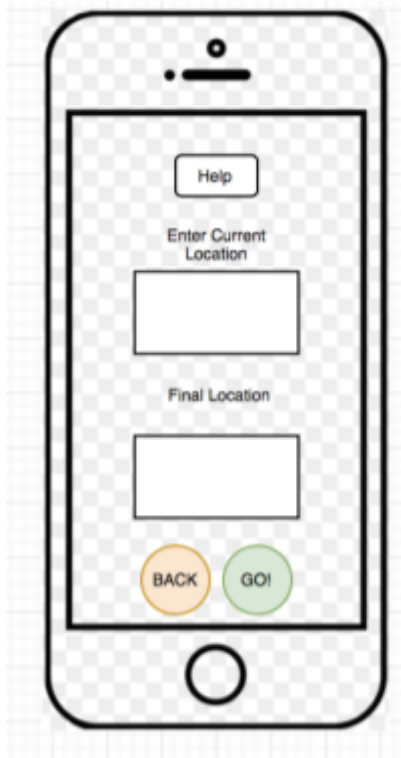 Help
Enter Current
Location
Final Location
BACK GO!